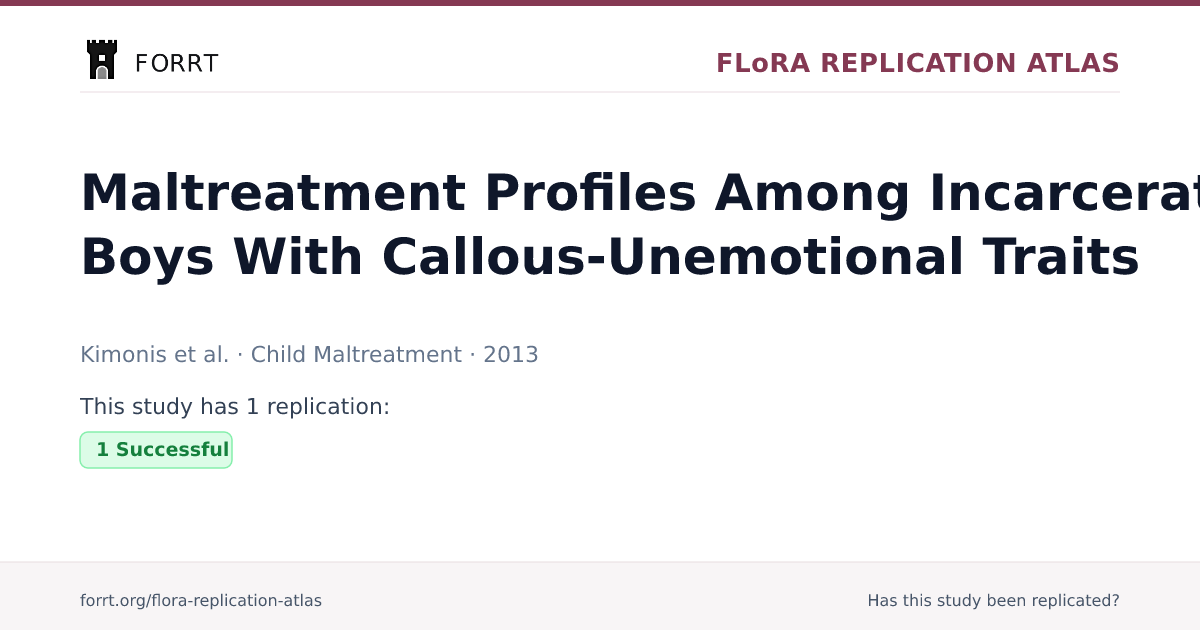 FORRT
FLoRA REPLICATION ATLAS
Maltreatment Profiles Among Incarcerat
Boys With Callous-Unemotional Traits
Kimonis et al. · Child Maltreatment · 2013
This study has 1 replication:
1 Successful
forrt.org/flora-replication-atlas
Has this study been replicated?